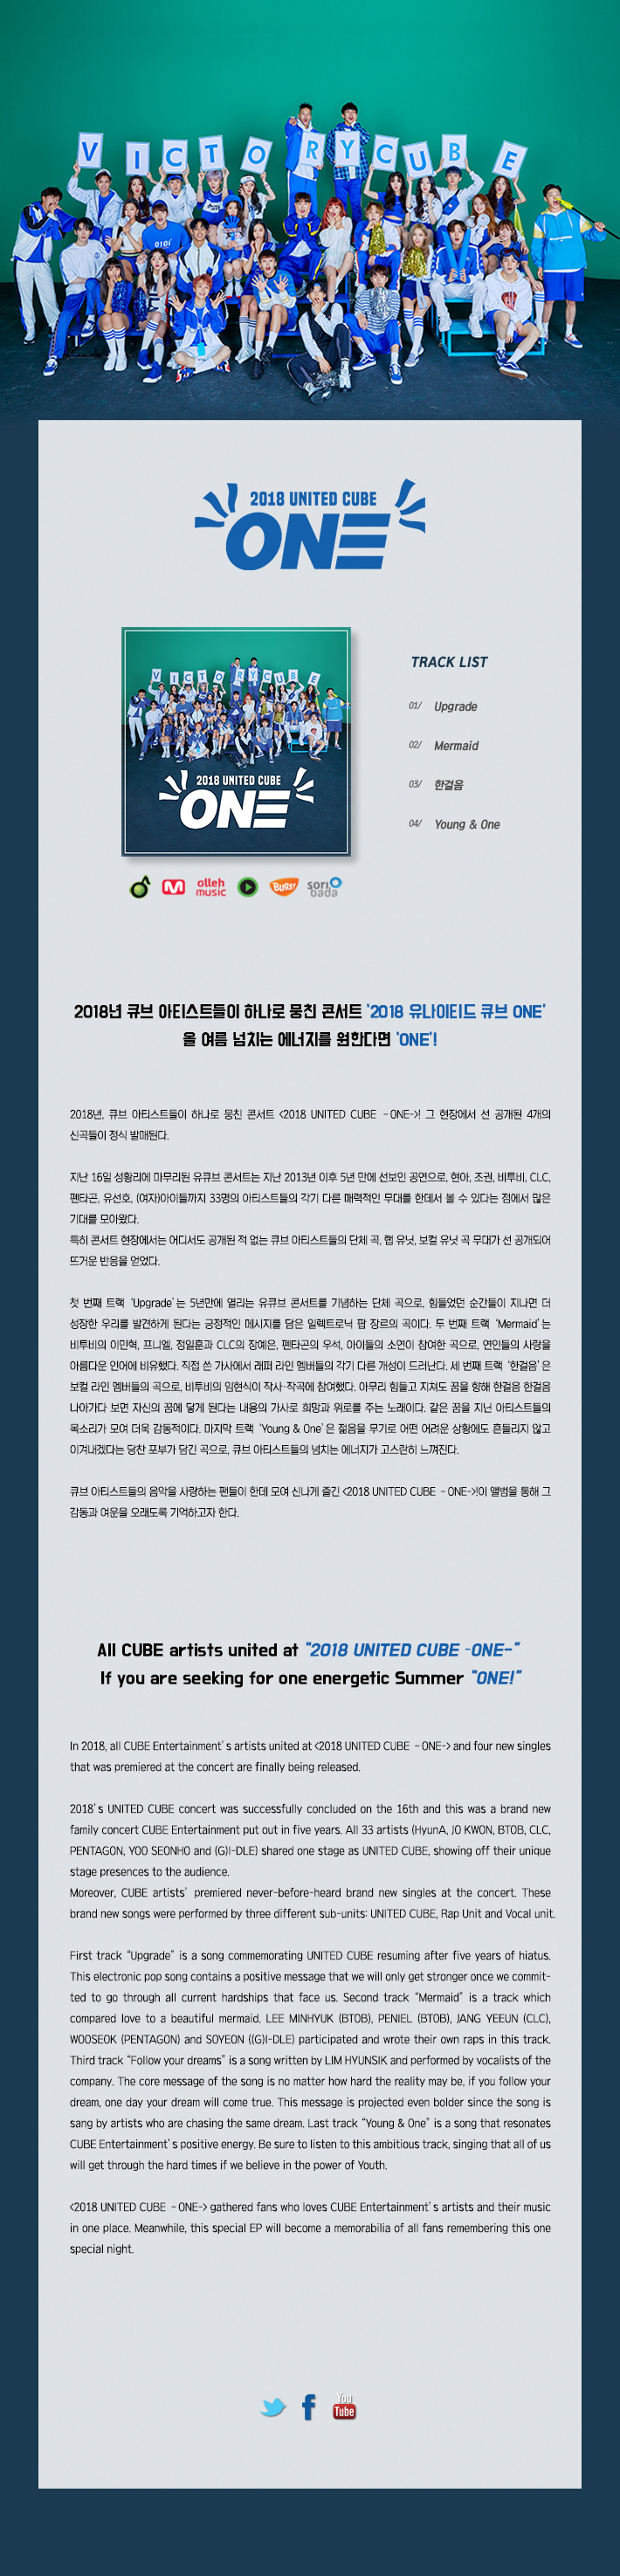 VICTORYCUBE
2018 UNITED CUBE
ONE
VICTORYCUBE
2018 UNITED CUBE
ONE
TRACK LIST
01/ Upgrade
02/ Mermaid
03/ 한걸음
04/ Young & One
olleh
music
Bugs!
sori
bada
2018년 큐브 아티스트들이 하나로 뭉친 콘서트 '2018 유나이티드 큐브 ONE'
올 여름 넘치는 에너지를 원한다면 'ONE'!
2018년, 큐브 아티스트들이 하나로 뭉친 콘서트 <2018 UNITED CUBE -ONE->! 그 현장에서 선 공개된 4개의
신곡들이 정식 발매된다.
지난 16일 성황리에 마무리된 유큐브 콘서트는 지난 2013년 이후 5년 만에 선보인 공연으로, 현아, 조권, 비투비, CLC,
펜타곤, 유선호, (여자)아이들까지 33명의 아티스트들의 각기 다른 매력적인 무대를 한데서 볼 수 있다는 점에서 많은
기대를 모아왔다.
특히 콘서트 현장에서는 어디서도 공개된 적 없는 큐브 아티스트들의 단체 곡, 랩 유닛, 보컬 유닛 곡 무대가 선 공개되어
뜨거운 반응을 얻었다.
첫 번째 트랙 'Upgrade'는 5년만에 열리는 유큐브 콘서트를 기념하는 단체 곡으로, 힘들었던 순간들이 지나면 더
성장한 우리를 발견하게 된다는 긍정적인 메시지를 담은 일렉트로닉 팝 장르의 곡이다. 두 번째 트랙 'Mermaid'는
비투비의 이민혁, 프니엘, 정일훈과 CLC의 장예은, 펜타곤의 우석, 아이들의 소연이 참여한 곡으로, 연인들의 사랑을
아름다운 인어에 비유했다. 직접 쓴 가사에서 래퍼 라인 멤버들의 각기 다른 개성이 드러난다. 세 번째 트랙 '한걸음'은
보컬 라인 멤버들의 곡으로, 비투비의 임현식이 작사·작곡에 참여했다. 아무리 힘들고 지쳐도 꿈을 향해 한걸음 한걸음
나아가다 보면 자신의 꿈에 닿게 된다는 내용의 가사로 희망과 위로를 주는 노래이다. 같은 꿈을 지닌 아티스트들의
목소리가 모여 더욱 감동적이다. 마지막 트랙 'Young & One'은 젊음을 무기로 어떤 어려운 상황에도 흔들리지 않고
이겨내겠다는 당찬 포부가 담긴 곡으로, 큐브 아티스트들의 넘치는 에너지가 고스란히 느껴진다.
큐브 아티스트들의 음악을 사랑하는 팬들이 한데 모여 신나게 즐긴 <2018 UNITED CUBE -ONE->!이 앨범을 통해 그
감동과 여운을 오래도록 기억하고자 한다.
All CUBE artists united at "2018 UNITED CUBE -ONE-"
If you are seeking for one energetic Summer "ONE!"
In 2018, all CUBE Entertainment's artists united at <2018 UNITED CUBE -ONE-> and four new singles
that was premiered at the concert are finally being released.
2018's UNITED CUBE concert was successfully concluded on the 16th and this was a brand new
family concert CUBE Entertainment put out in five years. All 33 artists (HyunA, JO KWON, BTOB, CLC,
PENTAGON, YOO SEONHO and (G)I-DLE) shared one stage as UNITED CUBE, showing off their unique
stage presences to the audience.
Moreover, CUBE artists' premiered never-before-heard brand new singles at the concert. These
brand new songs were performed by three different sub-units: UNITED CUBE, Rap Unit and Vocal unit.
First track "Upgrade" is a song commemorating UNITED CUBE resuming after five years of hiatus.
This electronic pop song contains a positive message that we will only get stronger once we commit-
ted to go through all current hardships that face us. Second track "Mermaid" is a track which
compared love to a beautiful mermaid. LEE MINHYUK (BTOB), PENIEL (BTOB), JANG YEEUN (CLC),
WOOSEOK (PENTAGON) and SOYEON ((G)I-DLE) participated and wrote their own raps in this track.
Third track "Follow your dreams" is a song written by LIM HYUNSIK and performed by vocalists of the
company. The core message of the song is no matter how hard the reality may be, if you follow your
dream, one day your dream will come true. This message is projected even bolder since the song is
sang by artists who are chasing the same dream. Last track "Young & One" is a song that resonates
CUBE Entertainment's positive energy. Be sure to listen to this ambitious track, singing that all of us
will get through the hard times if we believe in the power of Youth.
<2018 UNITED CUBE -ONE-> gathered fans who loves CUBE Entertainment's artists and their music
in one place. Meanwhile, this special EP will become a memorabilia of all fans remembering this one
special night.
You
Tube